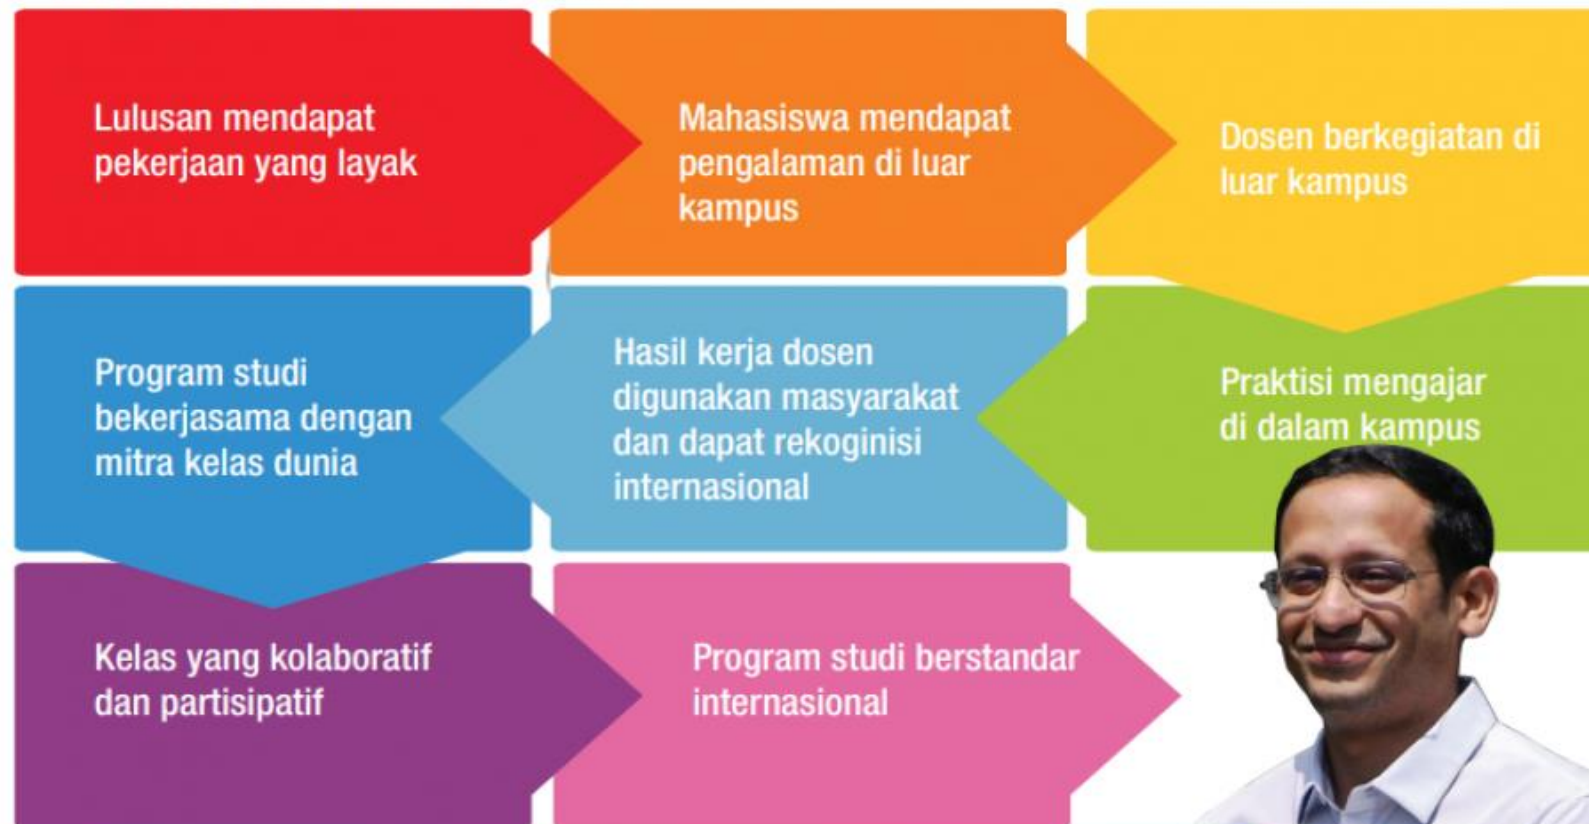 Lulusan mendapat
pekerjaan yang layak
Mahasiswa mendapat
pengalaman di luar
kampus
Dosen berkegiatan di
luar kampus
Praktisi mengajar
di dalam kampus
Hasil kerja dosen
digunakan masyarakat
dan dapat rekoginisi
internasional
Program studi
bekerjasama dengan
mitra kelas dunia
Kelas yang kolaboratif
dan partisipatif
Program studi berstandar
internasional